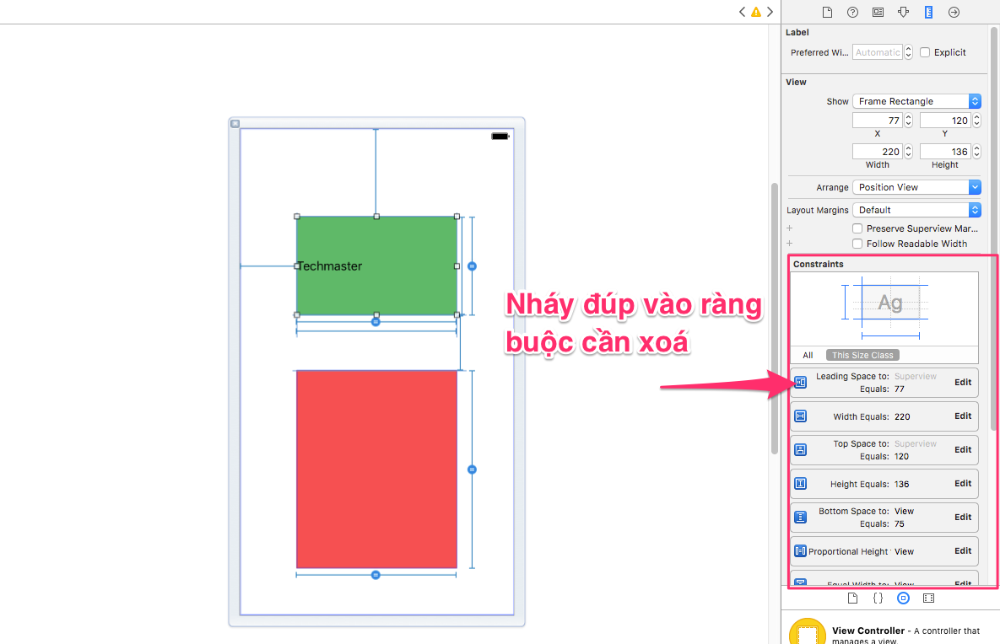 Label
Preferred Wi... Automatic Explicit
View
Show Frame Rectangle
77 120
X Y
220 136
Width Height
Arrange Position View
Layout Margins Default
Preserve Superview Mar...
Follow Readable Width
Constraints
Ag
All This Size Class
Leading Space to: Superview
Equals: 77
Edit
Width Equals: 220 Edit
Top Space to: Superview
Equals: 120
Edit
Height Equals: 136 Edit
Bottom Space to: View
Equals: 75
Edit
Proportional Height View Edit
Equal Width to: View Edit
View Controller - A controller that
manages a view.
Techmaster
Nháy đúp vào ràng
buộc cần xoá